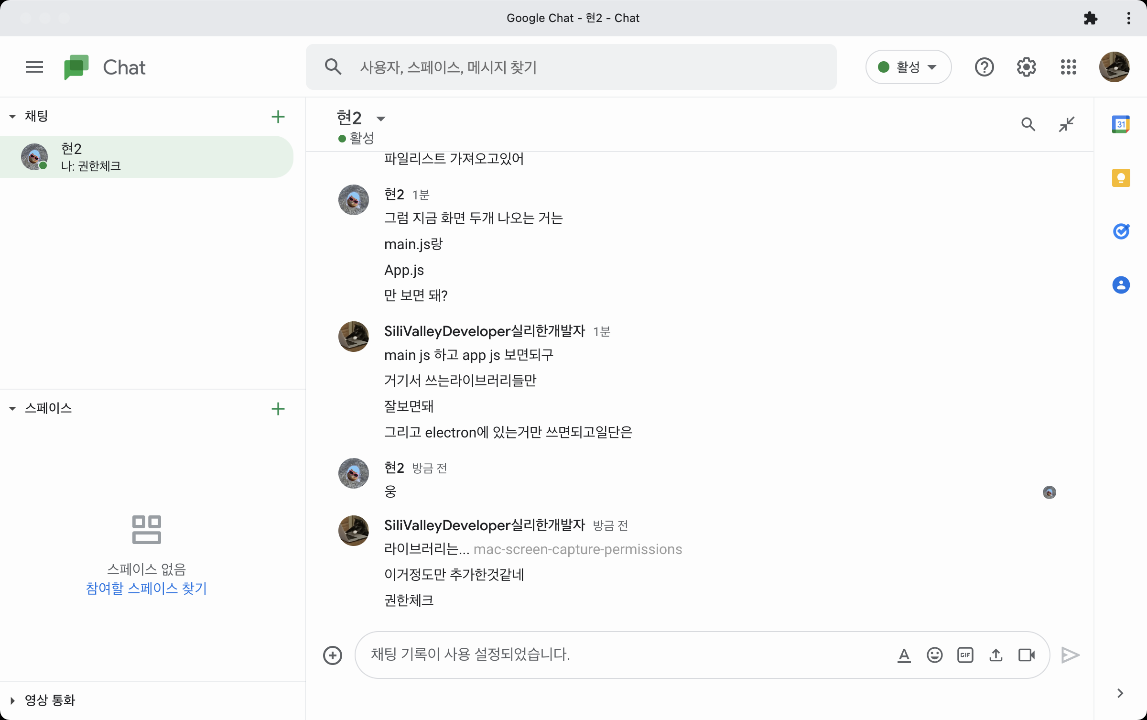 Google Chat - 현2 - Chat
Chat
사용자, 스페이스, 메시지 찾기
활성
채팅
현2
나: 권한체크
스페이스
스페이스 없음
참여할 스페이스 찾기
영상 통화
현2
활성
파일리스트 가져오고있어
현2 1분
그럼 지금 화면 두개 나오는 거는
main.js랑
App.js
만 보면 돼?
SiliValleyDeveloper실리한개발자 1분
main js 하고 app js 보면되구
거기서 쓰는라이브러리들만
잘보면돼
그리고 electron에 있는거만 쓰면되고일단은
현2 방금 전
웅
SiliValleyDeveloper실리한개발자 방금 전
라이브러리는... mac-screen-capture-permissions
이거정도만 추가한것같네
권한체크
채팅 기록이 사용 설정되었습니다.
GIF
31